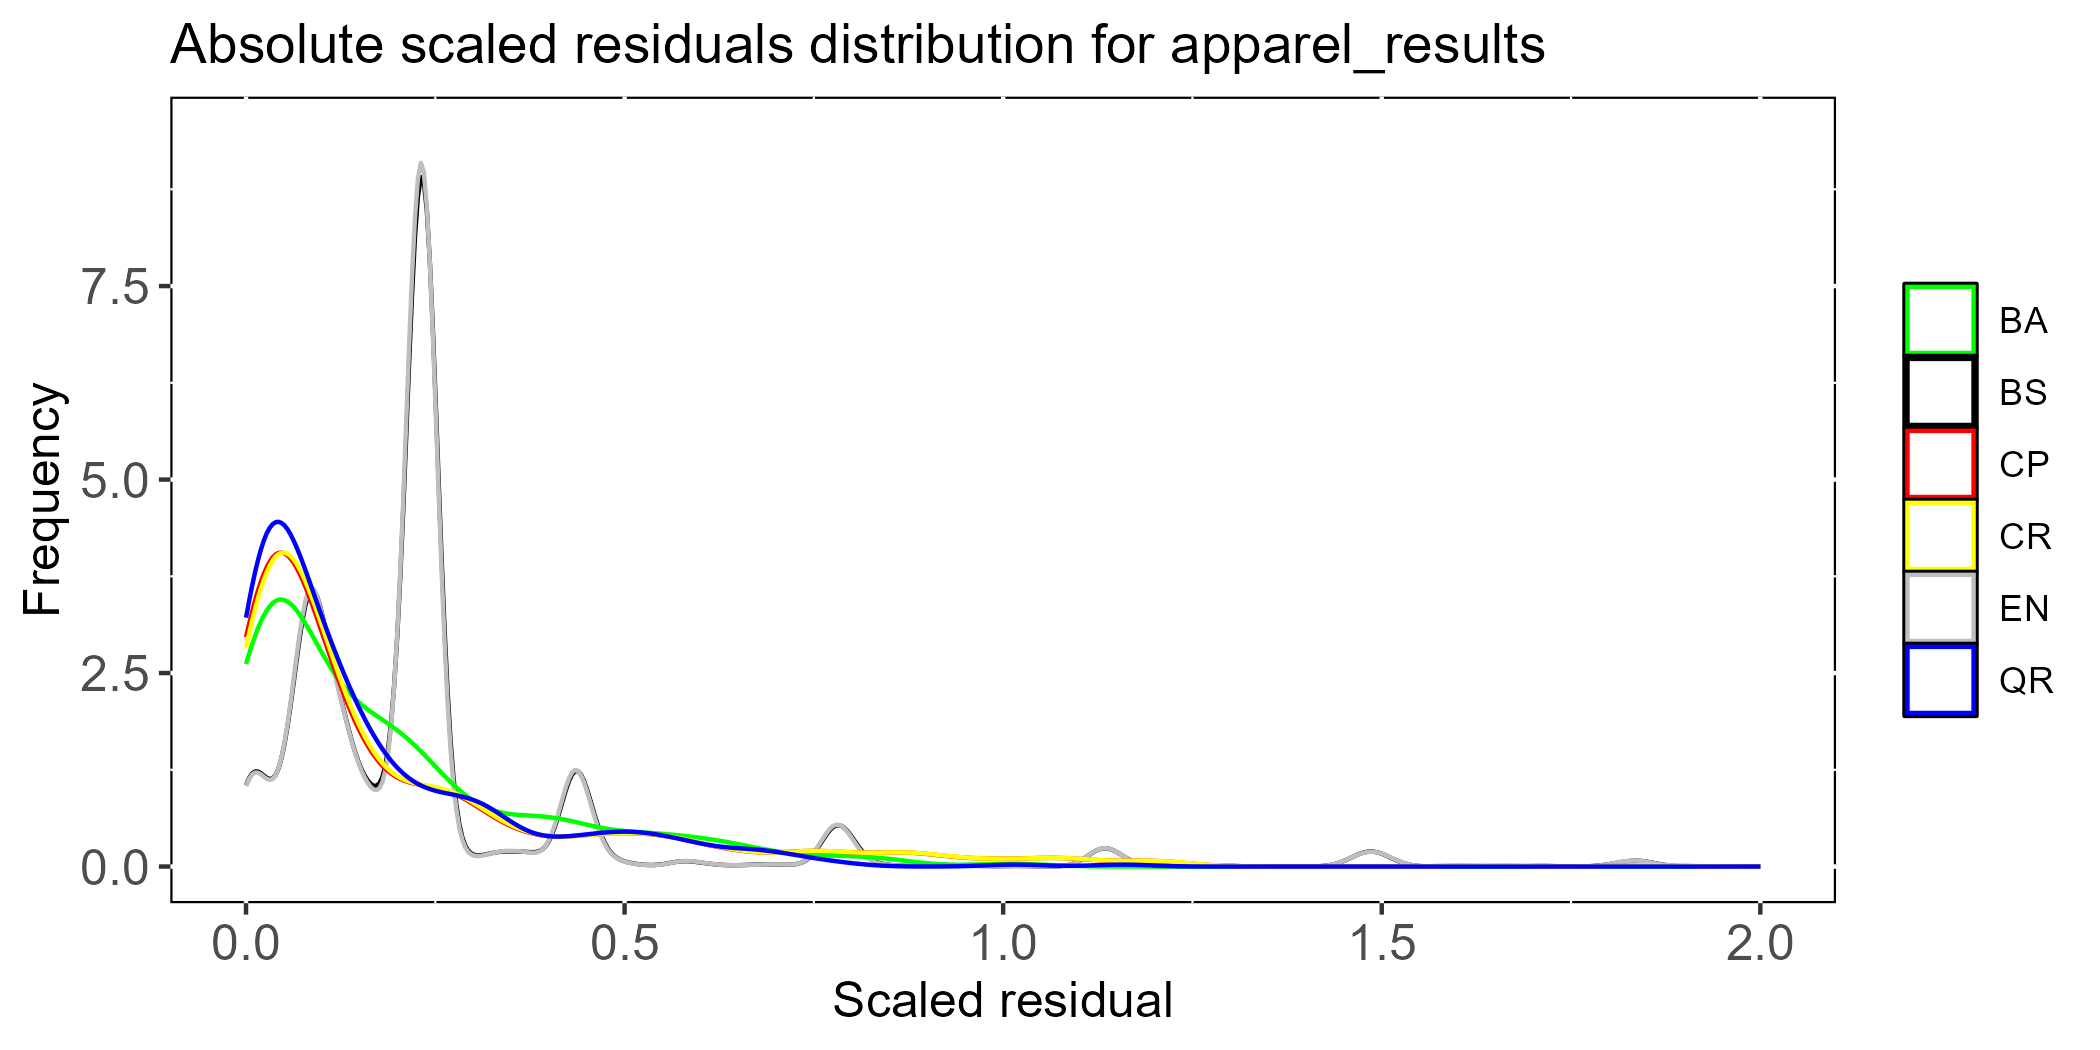 Absolute scaled residuals distribution for apparel_results
Frequency
7.5
5.0
2.5
0.0
0.0
0.5
1.0
1.5
2.0
Scaled residual
BA
BS
CP
CR
EN
QR